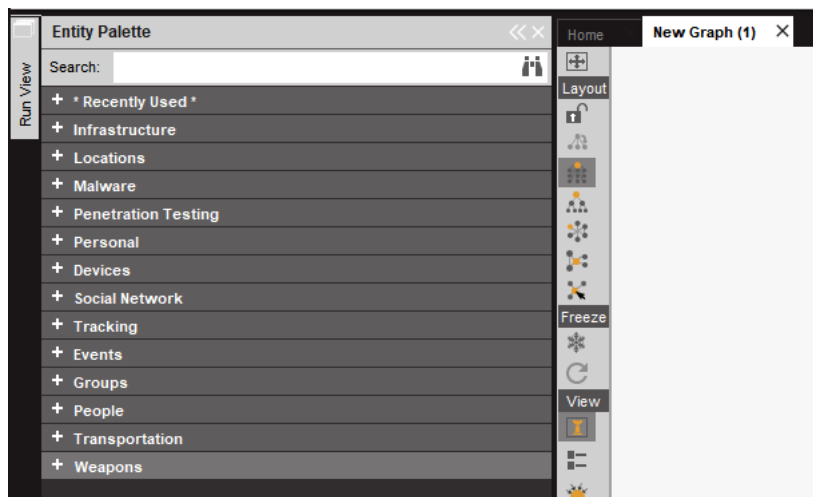 Entity Palette
Search:
Run View
* Recently Used *
Infrastructure
Locations
Malware
Penetration Testing
Personal
Devices
Social Network
Tracking
Events
Groups
People
Transportation
Weapons
Home
New Graph (1)
Layout
Freeze
View